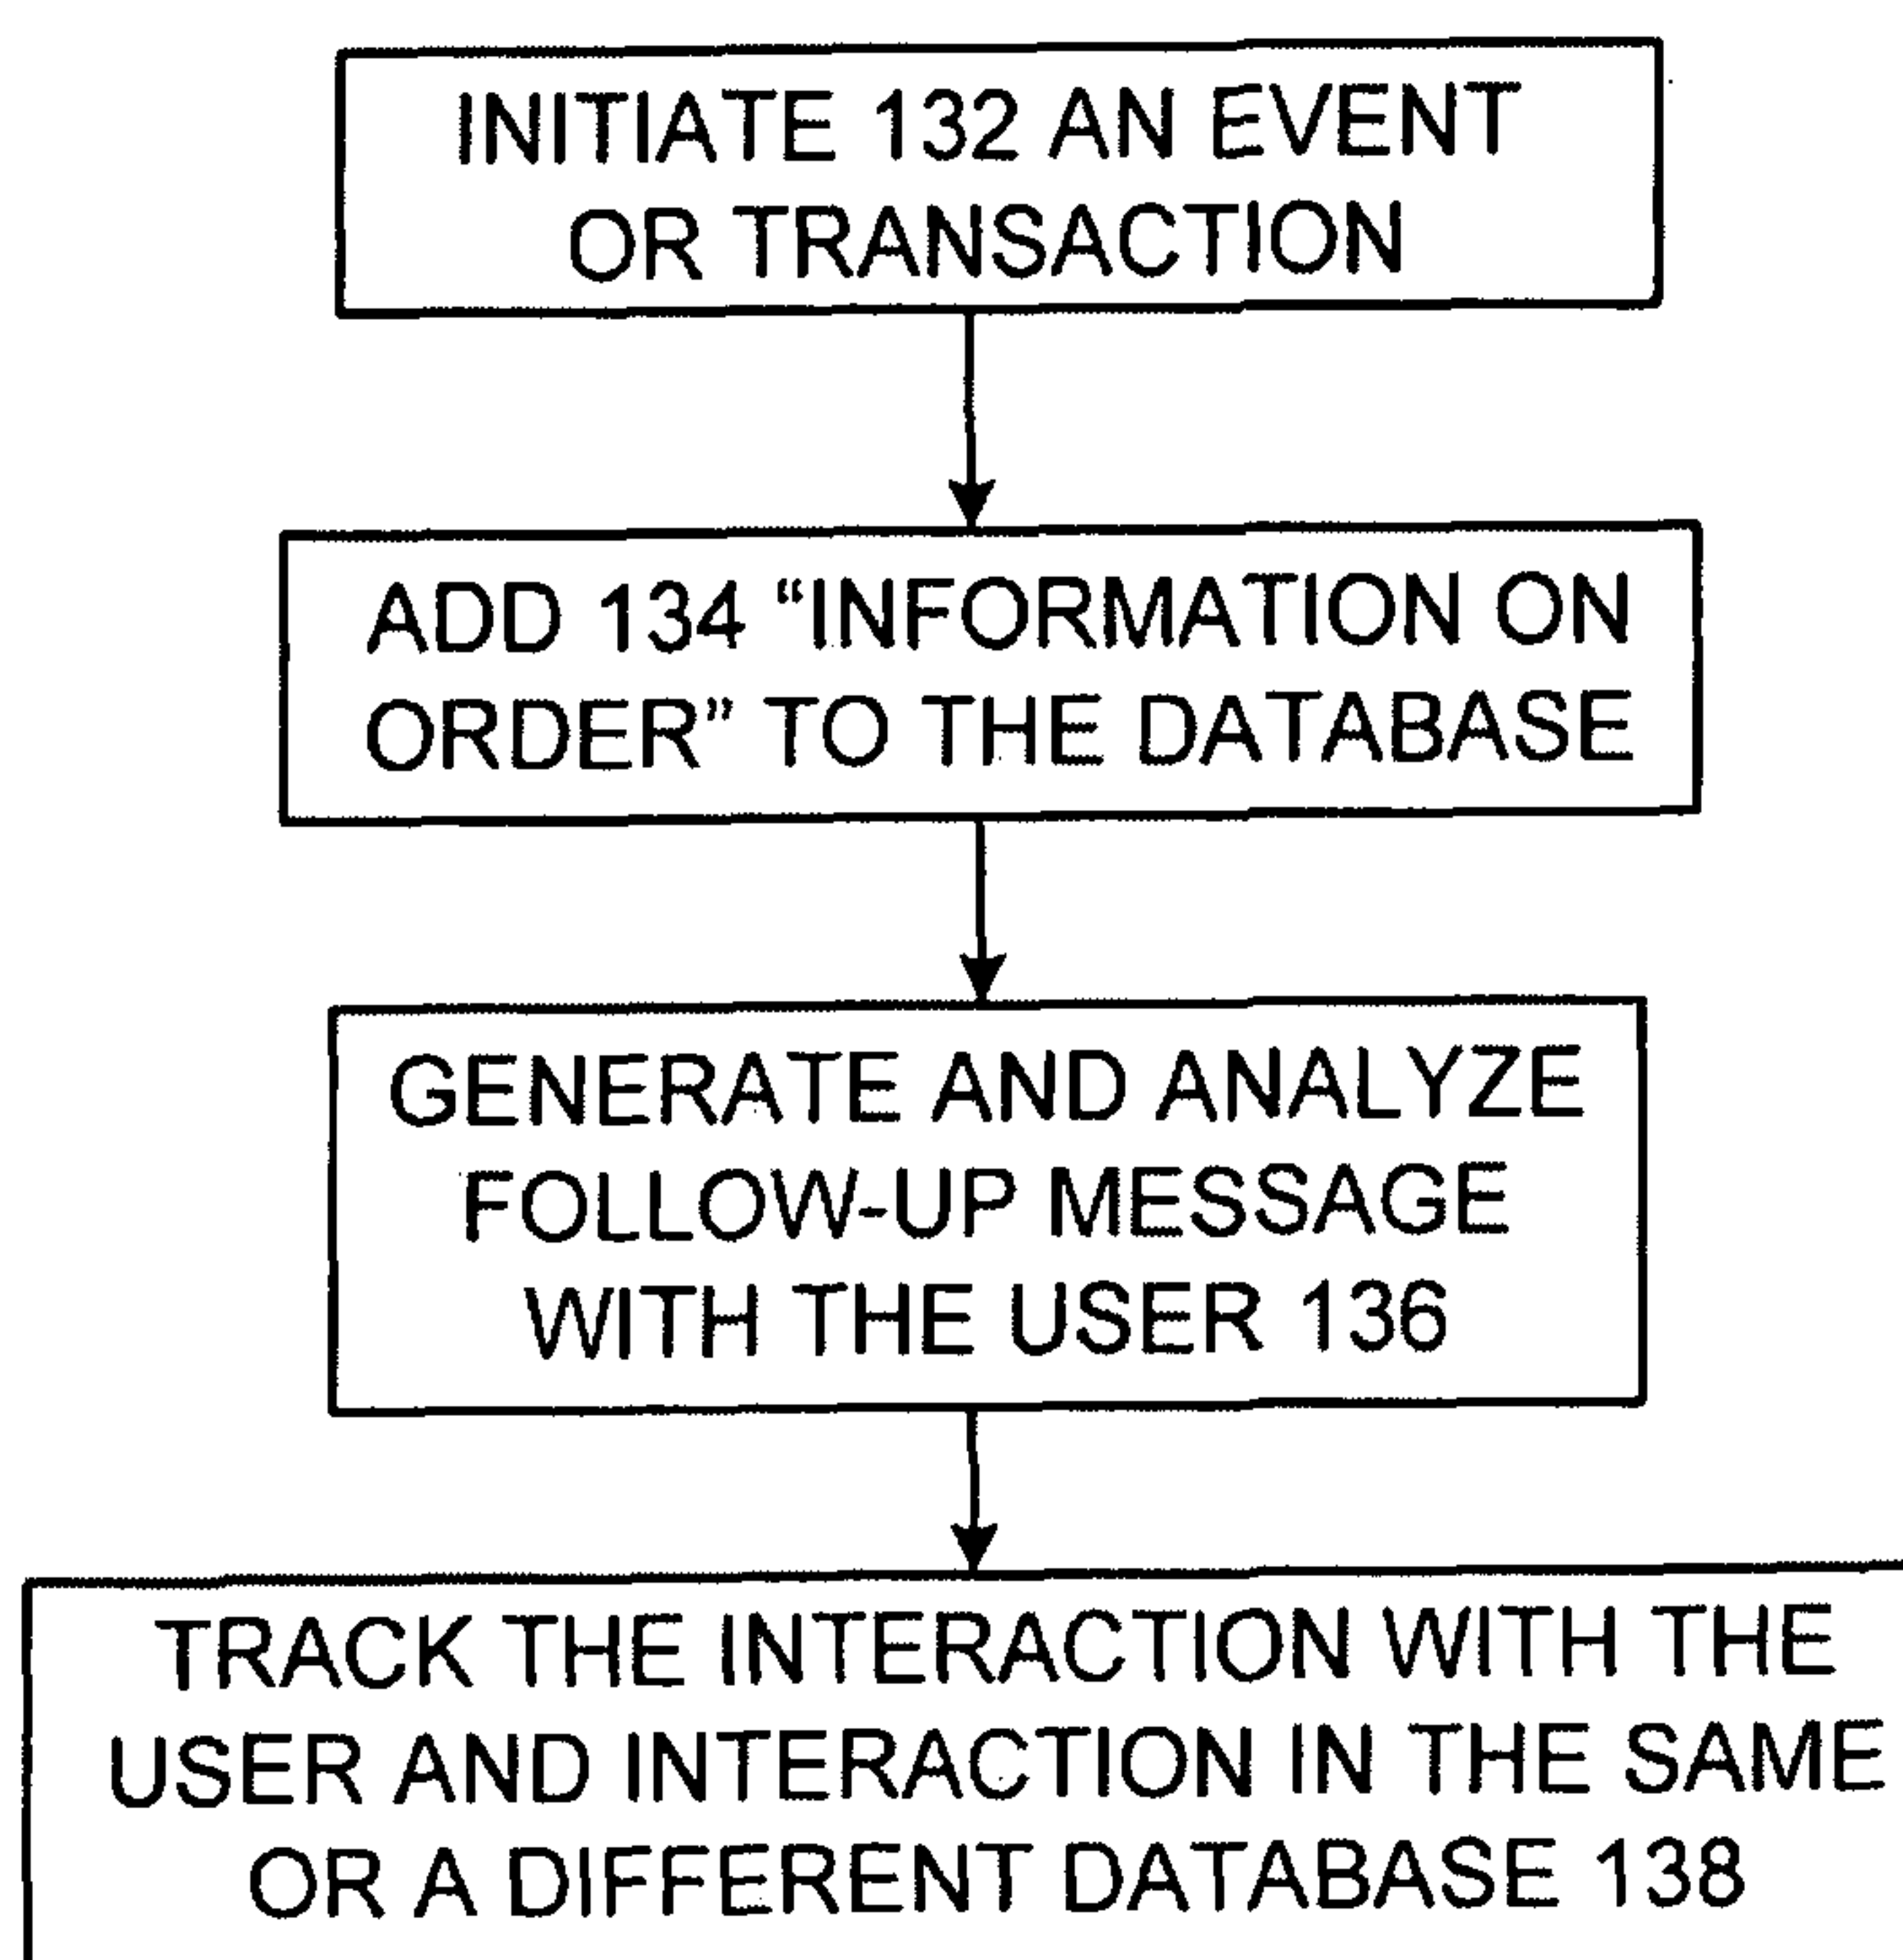 INITIATE 132 AN EVENT
OR TRANSACTION
ADD 134 “INFORMATION ON
ORDER” TO THE DATABASE
GENERATE AND ANALYZE
FOLLOW-UP MESSAGE
WITH THE USER 136
TRACK THE INTERACTION WITH THE
USER AND INTERACTION IN THE SAME
OR A DIFFERENT DATABASE 138